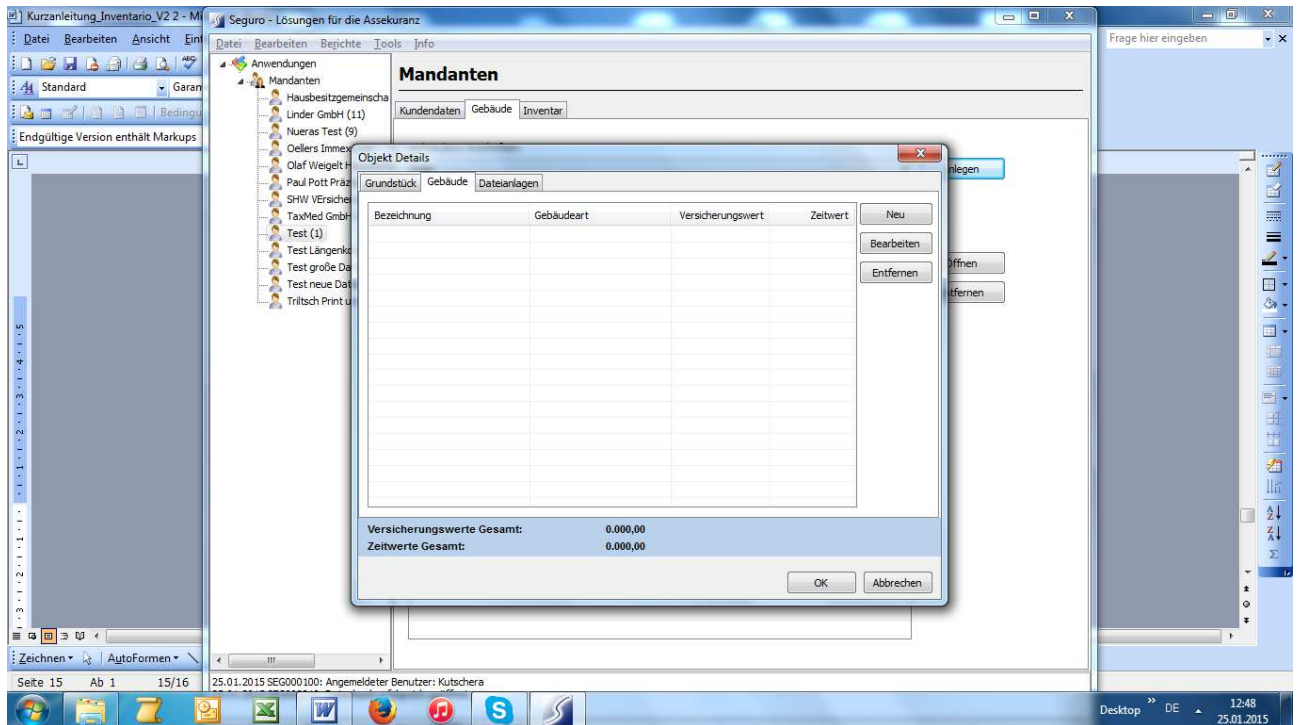 Kurzanleitung_Inventario_V2 2 - Mi
Datei Bearbeiten Ansicht Einf
Frage hier eingeben
Standard
Garan
Bedingu
Endgültige Version enthält Markups
Seguro - Lösungen für die Assekuranz
Datei Bearbeiten Berichte Tools Info
Anwendungen
Mandanten
Hausbesitzgemeinscha
Linder GmbH (11)
Nueras Test (9)
Oellers Immex
Olaf Weigelt H
Paul Pott Präz
SHW VErsiche
TaxMed GmbH
Test (1)
Test Längenko
Test große Da
Test neue Dat
Triltsch Print u
Mandanten
Kundendaten Gebäude Inventar
nlegen
Öffnen
tfernen
Objekt Details
Grundstück Gebäude Dateianlagen
Bezeichnung Gebäudeart Versicherungswert Zeitwert
Neu
Bearbeiten
Entfernen
Versicherungswerte Gesamt: 0.000,00
Zeitwerte Gesamt: 0.000,00
OK Abbrechen
Zeichnen AutoFormen
Seite 15 Ab 1 15/16
25.01.2015 SEG000100: Angemeldeter Benutzer: Kutschera
Desktop DE 12:48
25.01.2015